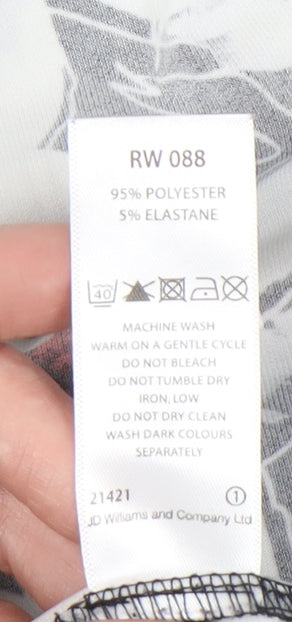 RW 088
95% POLYESTER
5% ELASTANE
40
MACHINE WASH
WARM ON A GENTLE CYCLE
DO NOT BLEACH
DO NOT TUMBLE DRY
IRON, LOW
DO NOT DRY CLEAN
WASH DARK COLOURS
SEPARATELY
21421 1
JD Williams and Company Ltd